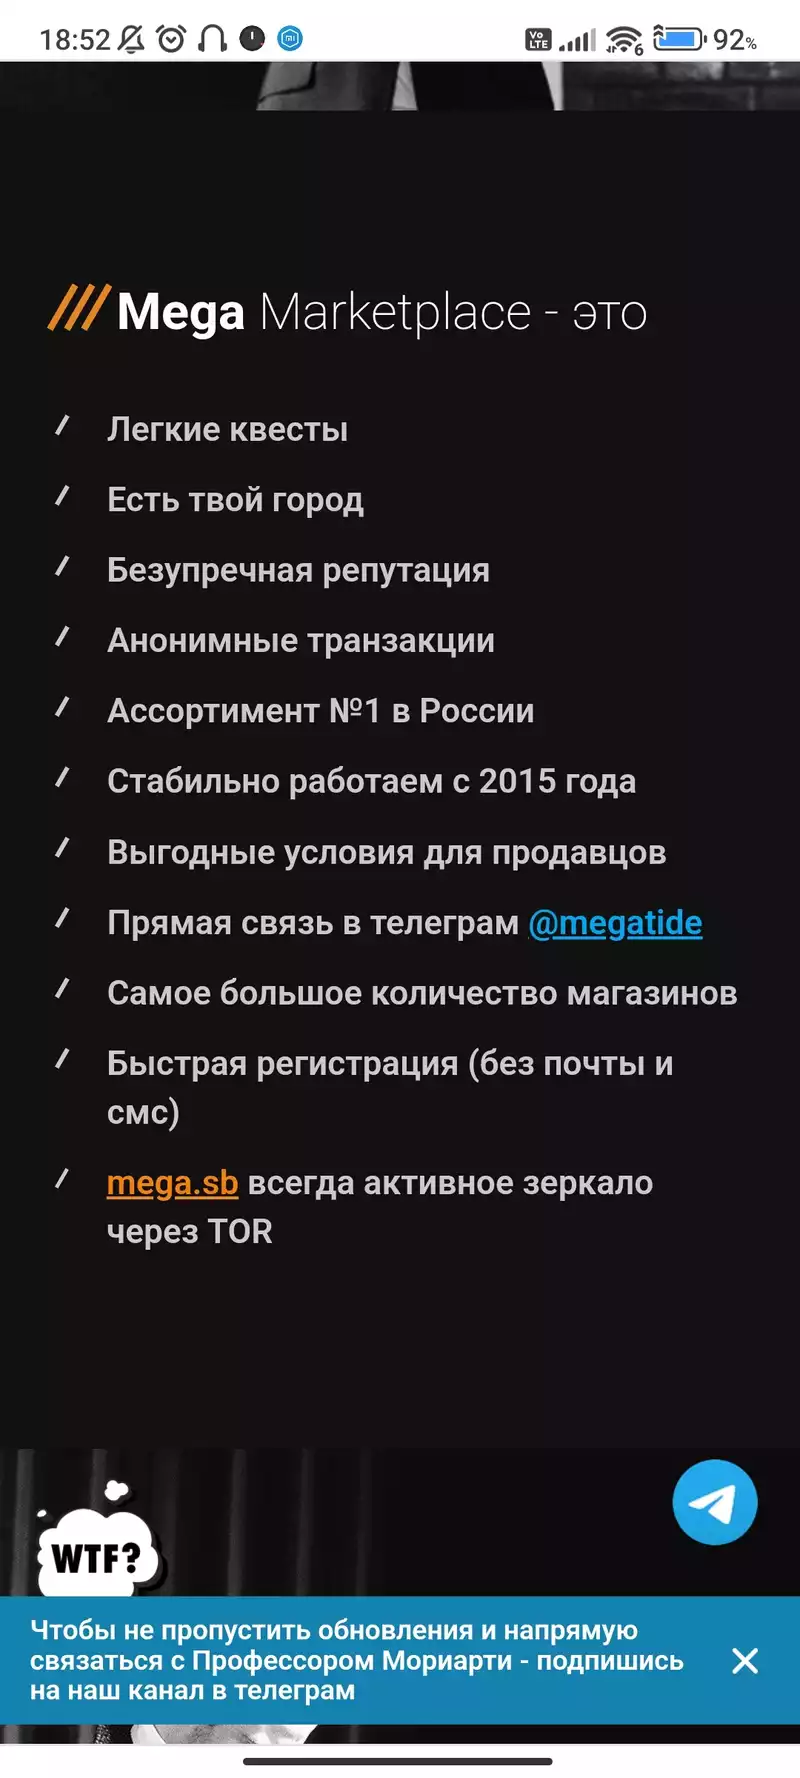 18:52
Vo LTE
6
92%
Mega Marketplace - это
Легкие квесты
Есть твой город
Безупречная репутация
Анонимные транзакции
Ассортимент №1 в России
Стабильно работаем с 2015 года
Выгодные условия для продавцов
Прямая связь в телеграм @megatide
Самое большое количество магазинов
Быстрая регистрация (без почты и
смс)
mega.sb всегда активное зеркало
через TOR
WTF?
Чтобы не пропустить обновления и напрямую
связаться с Профессором Мориарти - подпишись
на наш канал в телеграм